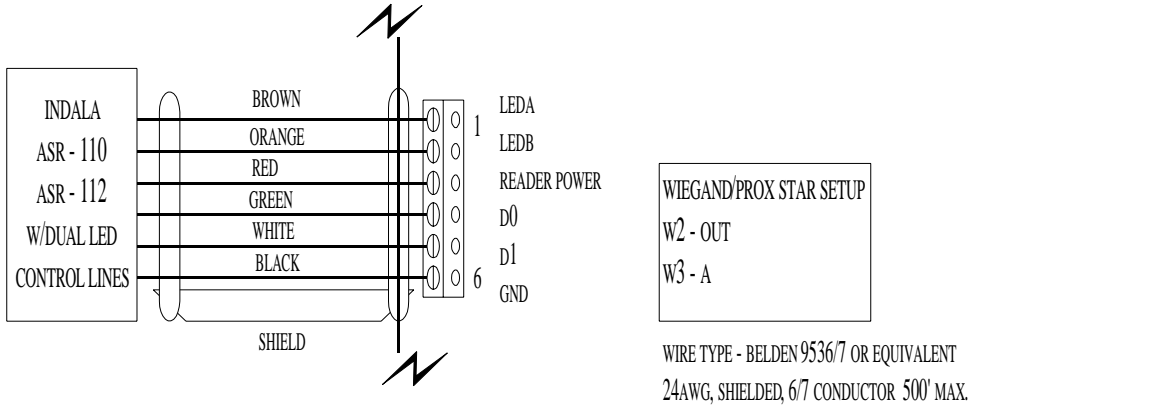 INDALA
ASR - 110
ASR - 112
W/DUAL LED
CONTROL LINES
BROWN
ORANGE
RED
GREEN
WHITE
BLACK
SHIELD
1
6
LEDA
LEDB
READER POWER
D0
D1
GND
WIEGAND/PROX STAR SETUP
W2 - OUT
W3 - A
WIRE TYPE - BELDEN 9536/7 OR EQUIVALENT
24AWG, SHIELDED, 6/7 CONDUCTOR 500' MAX.